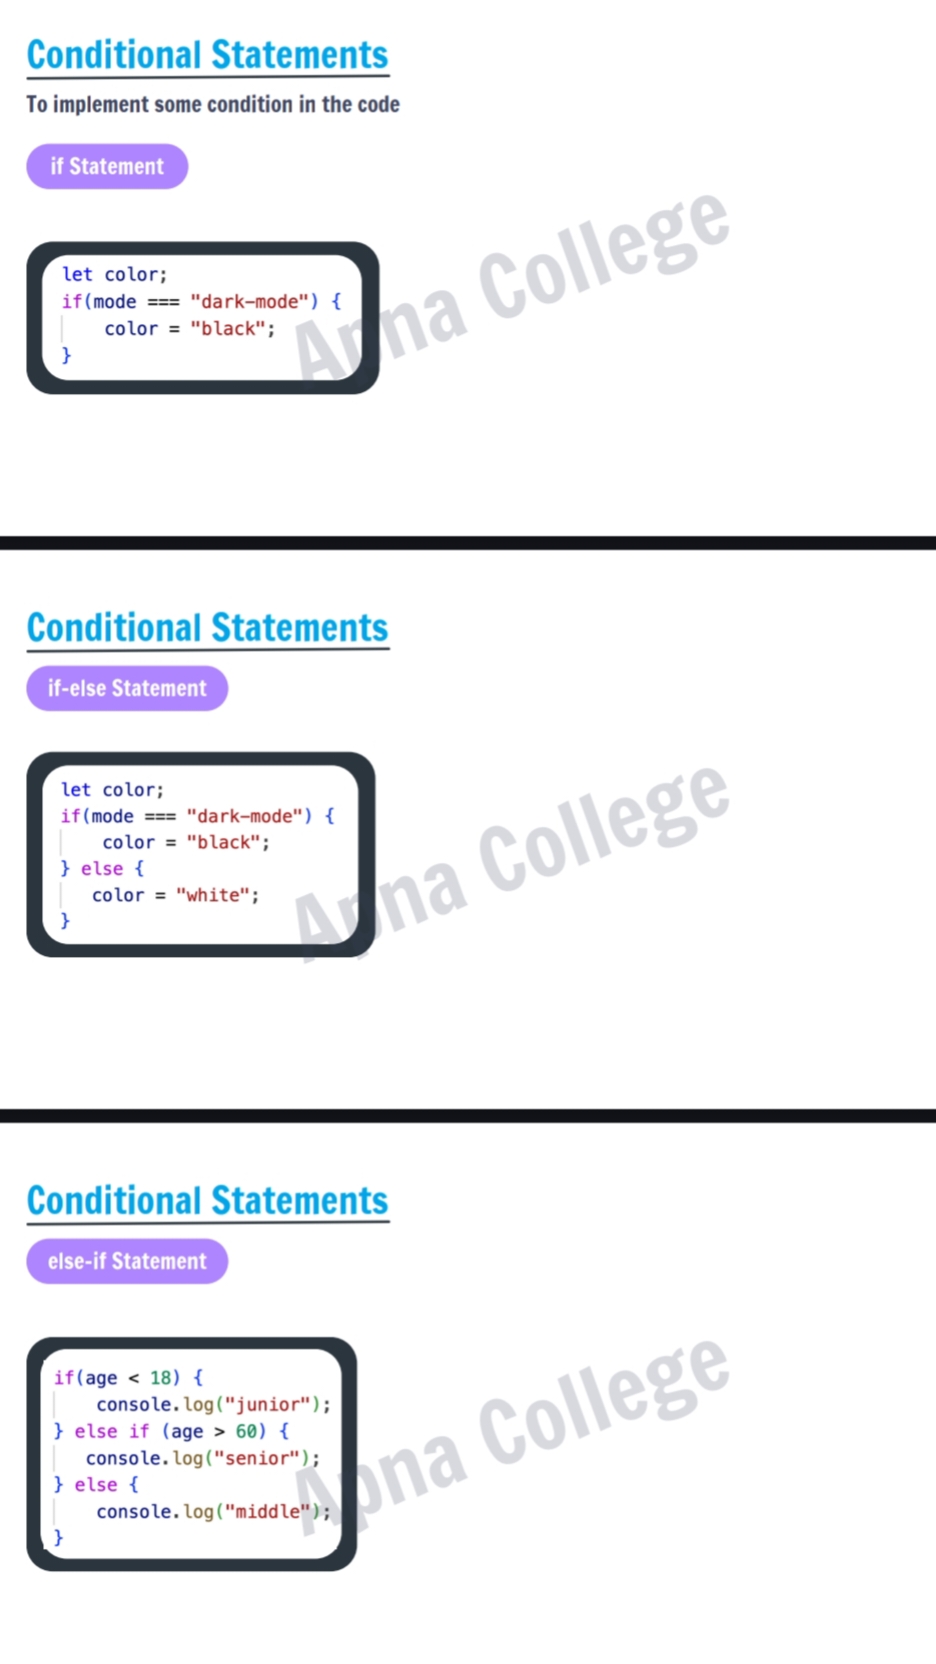 Conditional Statements
To implement some condition in the code
if Statement
let color;
if(mode === "dark-mode") {
    color = "black";
}
Apna College
Conditional Statements
if-else Statement
let color;
if(mode === "dark-mode") {
    color = "black";
} else {
   color = "white";
}
Apna College
Conditional Statements
else-if Statement
if(age < 18) {
    console.log("junior");
} else if (age > 60) {
   console.log("senior");
} else {
    console.log("middle");
}
Apna College